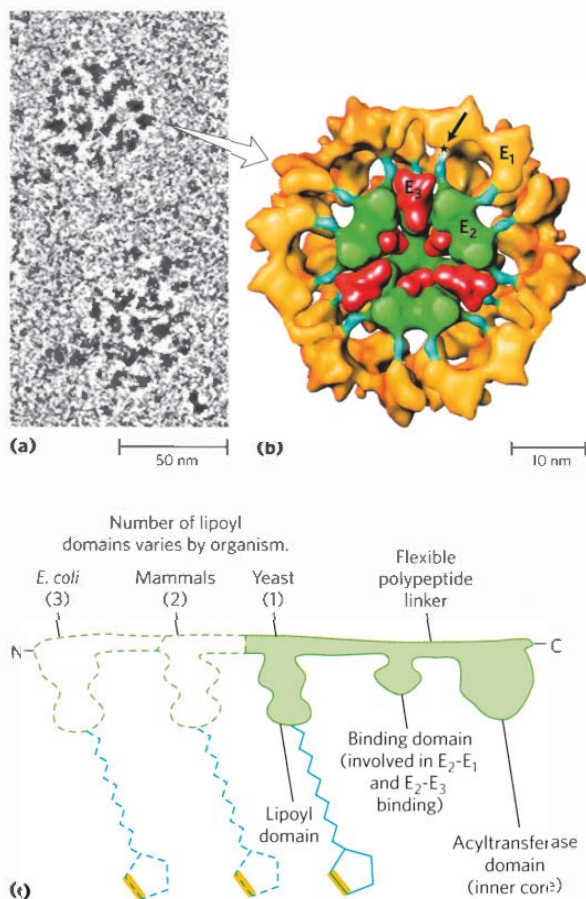 E1
E3
E2
(a)
50 nm
(b)
10 nm
Number of lipoyl
domains varies by organism.
E. coli
(3)
Mammals
(2)
Yeast
(1)
Flexible
polypeptide
linker
N
C
Binding domain
(involved in E2-E1
and E2-E3
binding)
Lipoyl
domain
Acyltransferase
domain
(inner core)
(c)